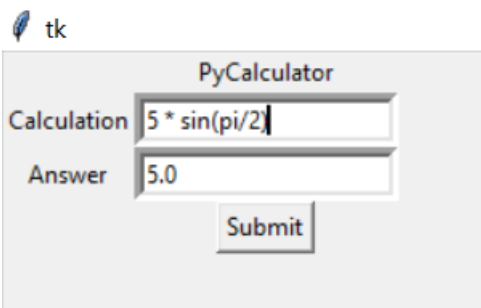 tk
PyCalculator
Calculation 5 * sin(pi/2)
Answer 5.0
Submit